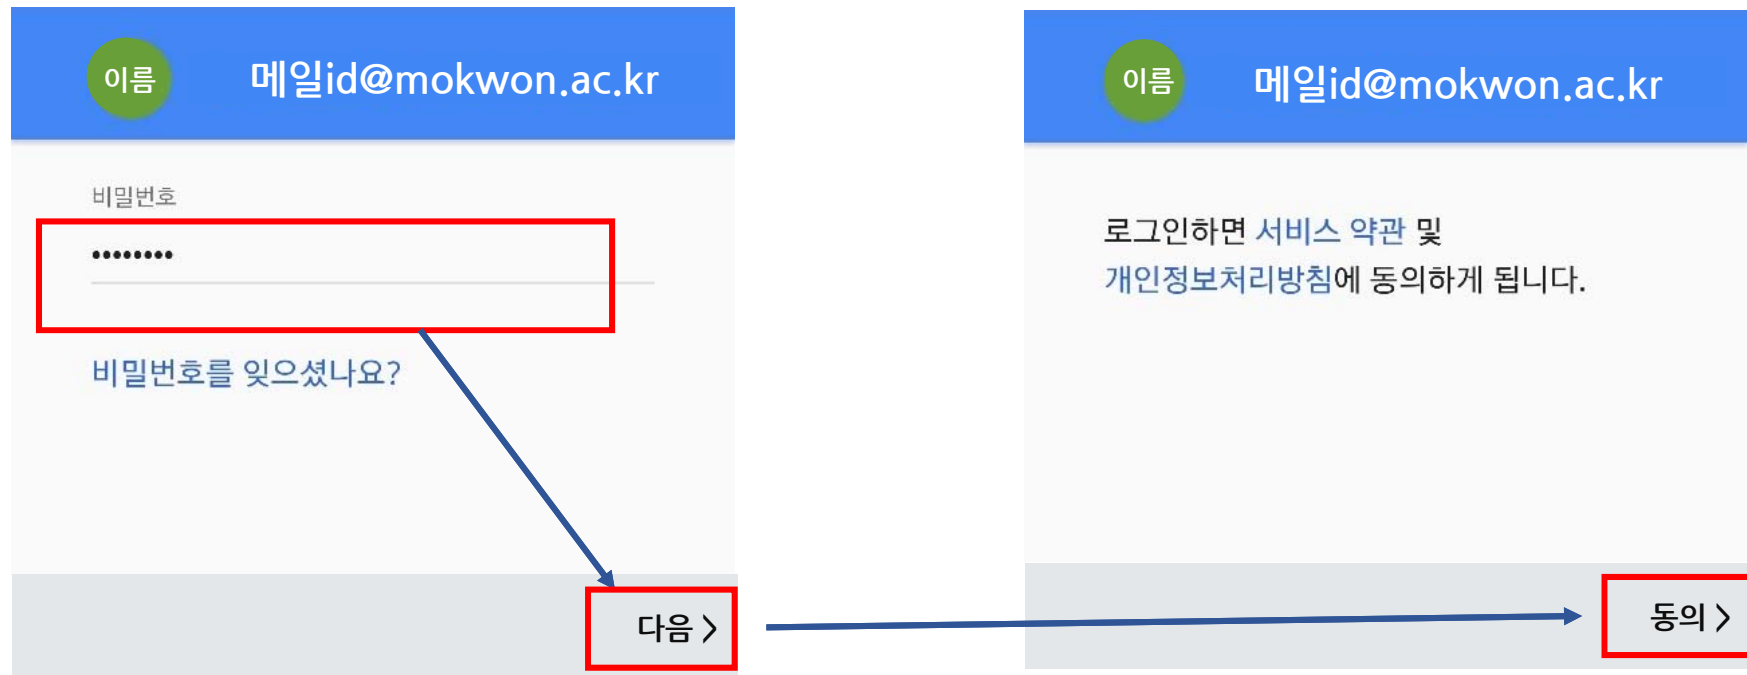 이름
메일id@mokwon.ac.kr
비밀번호
••••••••
비밀번호를 잊으셨나요?
다음 >
이름
메일id@mokwon.ac.kr
로그인하면 서비스 약관 및
개인정보처리방침에 동의하게 됩니다.
동의 >